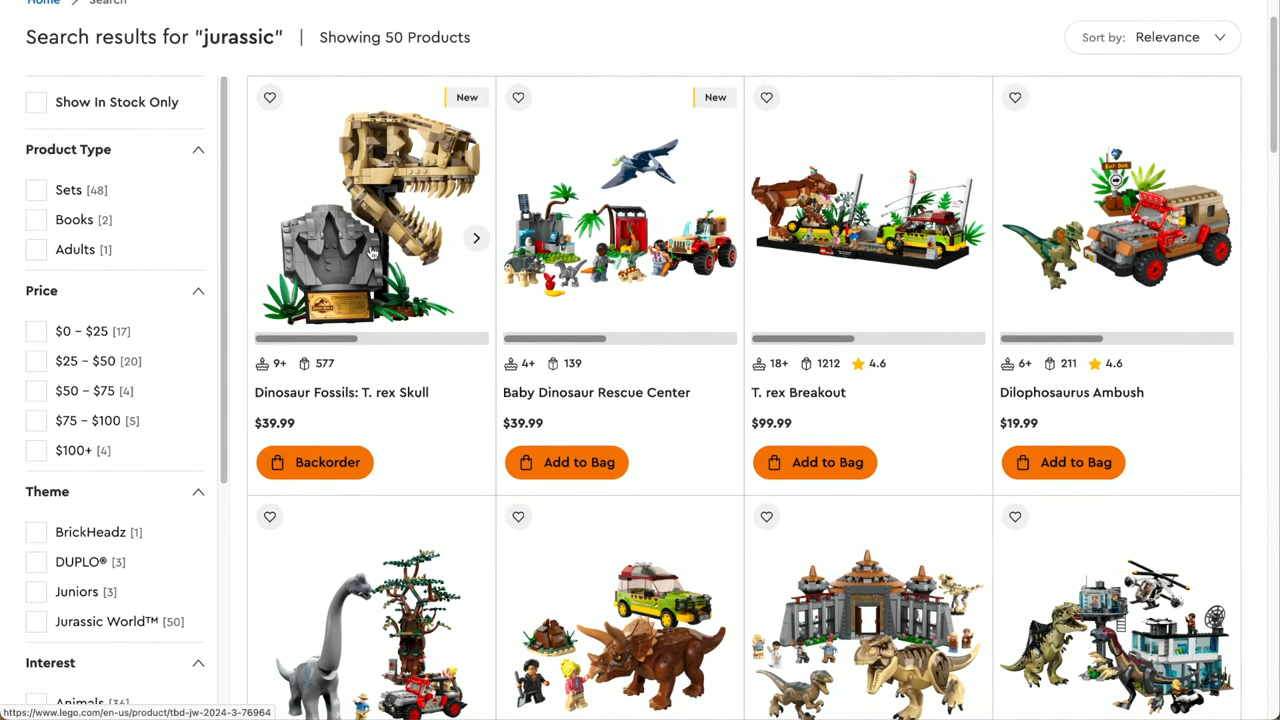 Home > Search
Search results for "jurassic" | Showing 50 Products
Sort by: Relevance
Show In Stock Only
Product Type
Sets [48]
Books [2]
Adults [1]
Price
$0 – $25 [17]
$25 – $50 [20]
$50 – $75 [4]
$75 – $100 [5]
$100+ [4]
Theme
BrickHeadz [1]
DUPLO® [3]
Juniors [3]
Jurassic World™ [50]
Interest
Animals [36]
New
9+ 577
Dinosaur Fossils: T. rex Skull
$39.99
Backorder
New
4+ 139
Baby Dinosaur Rescue Center
$39.99
Add to Bag
18+ 1212 4.6
T. rex Breakout
$99.99
Add to Bag
6+ 211 4.6
Dilophosaurus Ambush
$19.99
Add to Bag
https://www.lego.com/en-us/product/tbd-jw-2024-3-76964